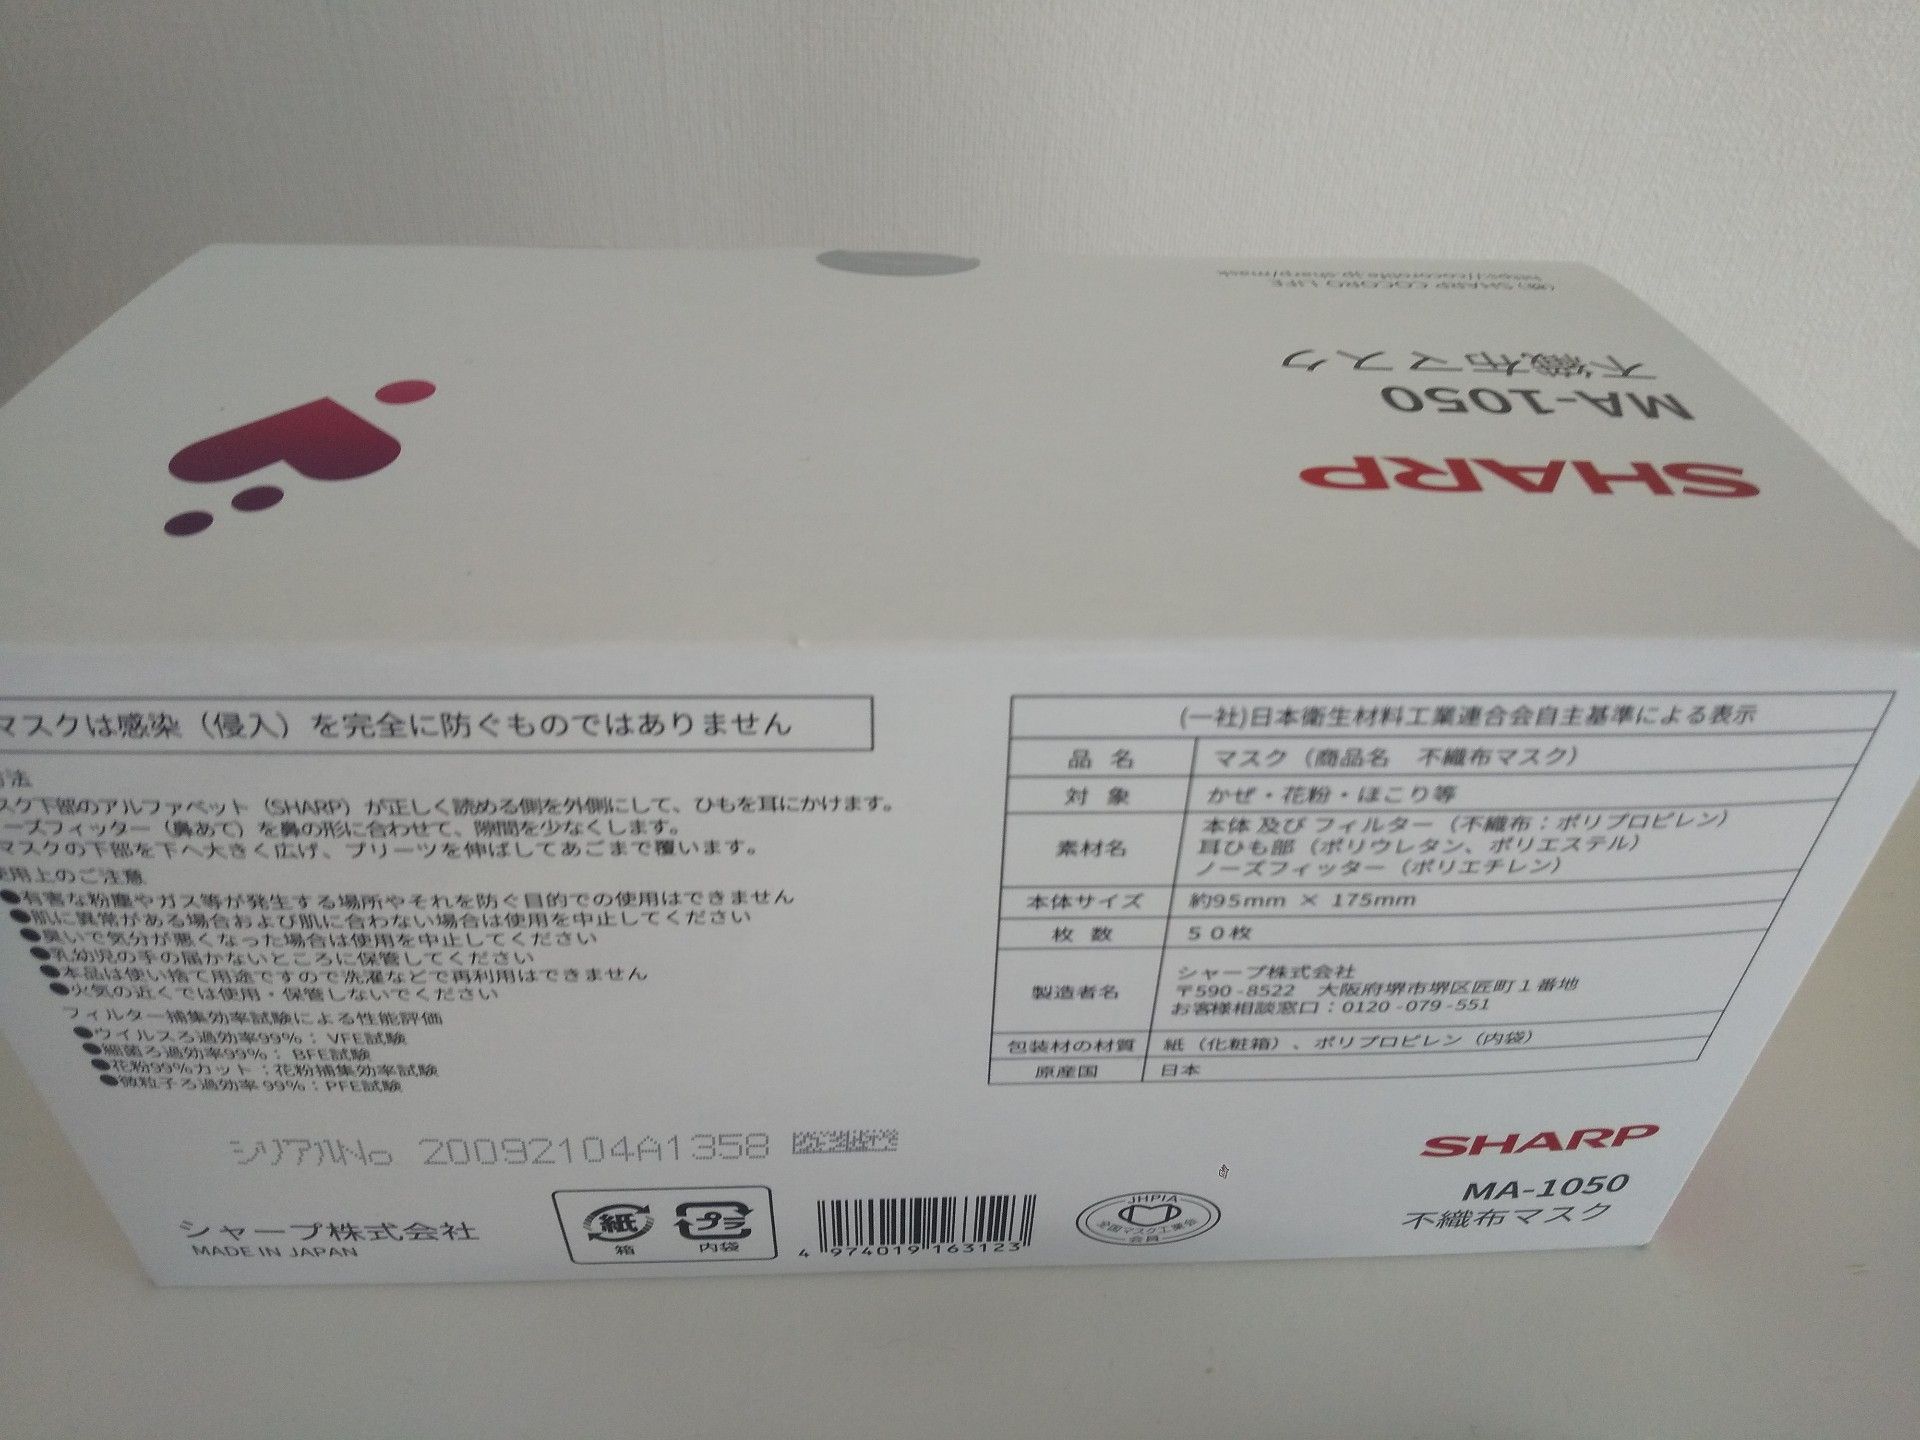 SHARP COCORO LIFE
https://cocorolife.jp.sharp/mask
不織布マスク
MA-1050
SHARP
マスクは感染（侵入）を完全に防ぐものではありません
スク下部のアルファベット（SHARP）が正しく読める側を外側にして、ひもを耳にかけます。
ーズフィッター（鼻あて）を鼻の形に合わせて、隙間を少なくします。
マスクの下部を下へ大きく広げ、プリーツを伸ばしてあごまで覆います。
使用上のご注意
●有害な粉塵やガス等が発生する場所やそれを防ぐ目的での使用はできません
●肌に異常がある場合および肌に合わない場合は使用を中止してください
●臭いで気分が悪くなった場合は使用を中止してください
●乳幼児の手の届かないところに保管してください
●本品は使い捨て用途ですので洗濯などで再利用はできません
●火気の近くでは使用・保管しないでください
フィルター捕集効率試験による性能評価
●ウイルスろ過効率99%： VFE試験
●細菌ろ過効率99%： BFE試験
●花粉99%カット：花粉捕集効率試験
●微粒子ろ過効率 99%：PFE試験
(一社)日本衛生材料工業連合会自主基準による表示
品 名 マスク（商品名 不織布マスク）
対 象 かぜ・花粉・ほこり等
素材名 本体 及び フィルター（不織布：ポリプロピレン）
耳ひも部（ポリウレタン、ポリエステル）
ノーズフィッター（ポリエチレン）
本体サイズ 約95mm × 175mm
枚 数 ５０枚
製造者名 シャープ株式会社
〒590-8522 大阪府堺市堺区匠町１番地
お客様相談窓口：0120-079-551
包装材の材質 紙（化粧箱）、ポリプロピレン（内袋）
原産国 日本
シリアルNo 20092104A1358
シャープ株式会社
MADE IN JAPAN
紙
箱
プラ
内袋
4 974019 163123
JHPIA
全国マスク工業会
会員
SHARP
MA-1050
不織布マスク